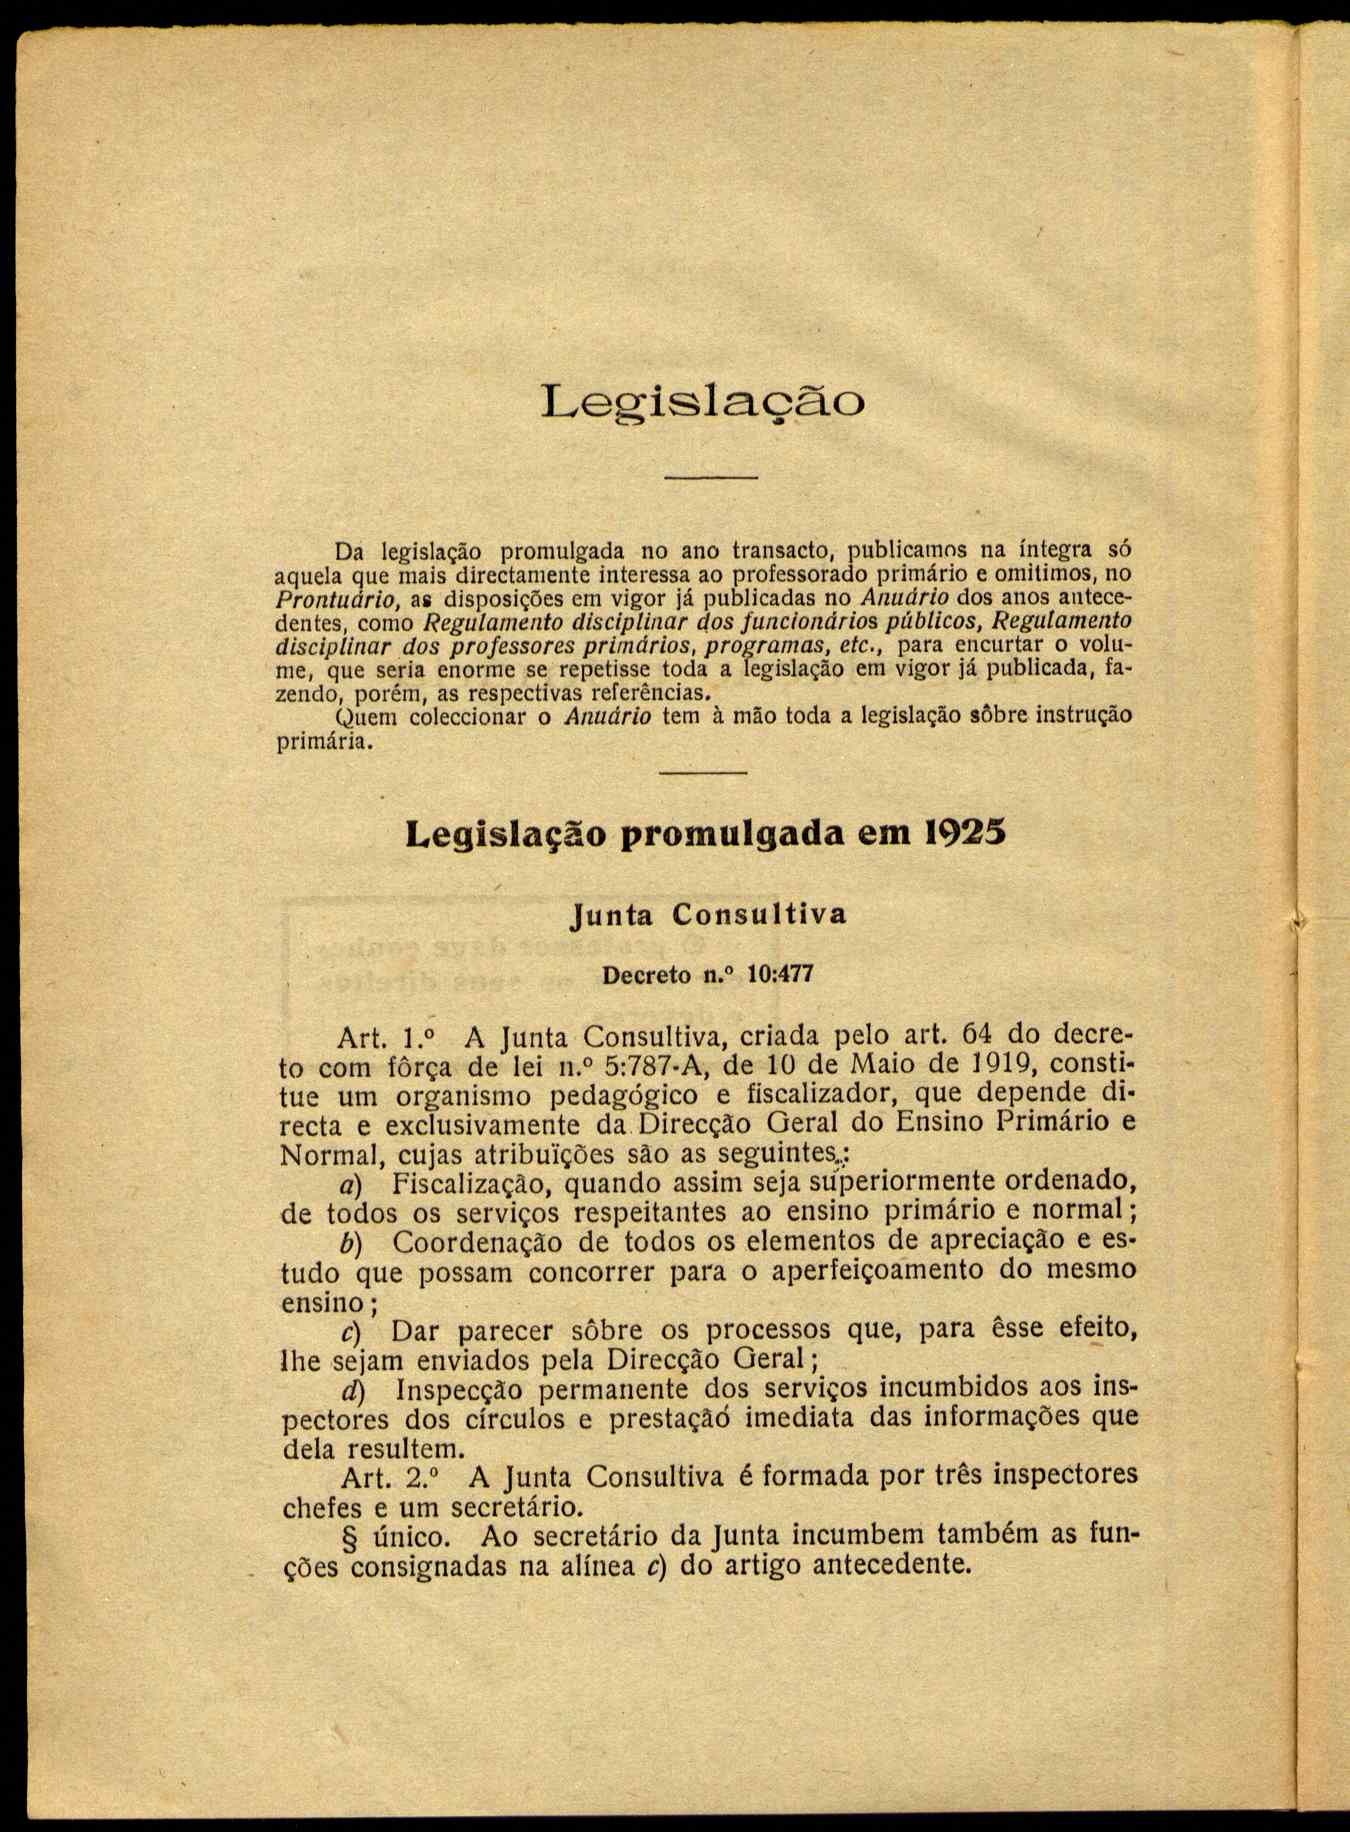 Legislação
Da legislação promulgada no ano transacto, publicamos na íntegra só
aquela que mais directamente interessa ao professorado primário e omitimos, no
Prontuário, as disposições em vigor já publicadas no Anuário dos anos antece-
dentes, como Regulamento disciplinar dos funcionários públicos, Regulamento
disciplinar dos professores primários, programas, etc., para encurtar o volu-
me, que seria enorme se repetisse toda a legislação em vigor já publicada, fa-
zendo, porém, as respectivas referências.
Quem coleccionar o Anuário tem à mão toda a legislação sôbre instrução
primária.
Legislação promulgada em 1925
Junta Consultiva
Decreto n.º 10:477
Art. 1.º A Junta Consultiva, criada pelo art. 64 do decre-
to com fôrça de lei n.º 5:787-A, de 10 de Maio de 1919, consti-
tue um organismo pedagógico e fiscalizador, que depende di-
recta e exclusivamente da Direcção Geral do Ensino Primário e
Normal, cujas atribuïções são as seguintes:
a) Fiscalização, quando assim seja superiormente ordenado,
de todos os serviços respeitantes ao ensino primário e normal;
b) Coordenação de todos os elementos de apreciação e es-
tudo que possam concorrer para o aperfeiçoamento do mesmo
ensino;
c) Dar parecer sôbre os processos que, para êsse efeito,
lhe sejam enviados pela Direcção Geral;
d) Inspecção permanente dos serviços incumbidos aos ins-
pectores dos círculos e prestação imediata das informações que
dela resultem.
Art. 2.º A Junta Consultiva é formada por três inspectores
chefes e um secretário.
§ único. Ao secretário da Junta incumbem também as fun-
ções consignadas na alínea c) do artigo antecedente.